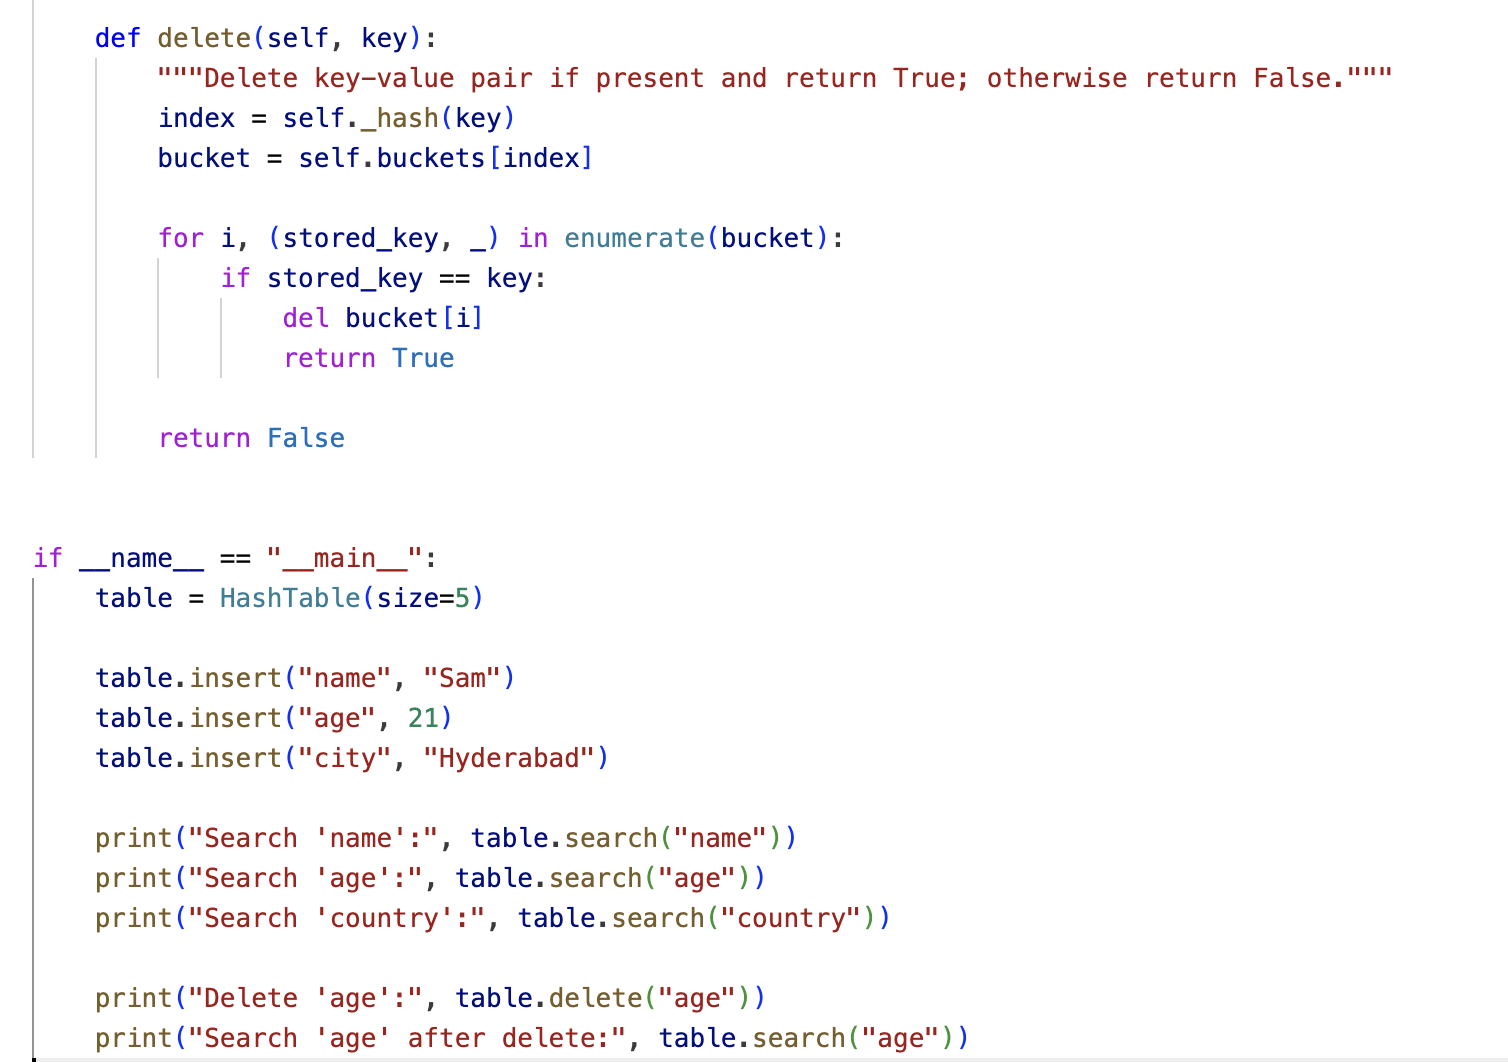 def delete(self, key):
"""Delete key-value pair if present and return True; otherwise return False."""
index = self._hash(key)
bucket = self.buckets[index]
for i, (stored_key, _) in enumerate(bucket):
if stored_key == key:
del bucket[i]
return True
return False
if __name__ == "__main__":
table = HashTable(size=5)
table.insert("name", "Sam")
table.insert("age", 21)
table.insert("city", "Hyderabad")
print("Search 'name':", table.search("name"))
print("Search 'age':", table.search("age"))
print("Search 'country':", table.search("country"))
print("Delete 'age':", table.delete("age"))
print("Search 'age' after delete:", table.search("age"))